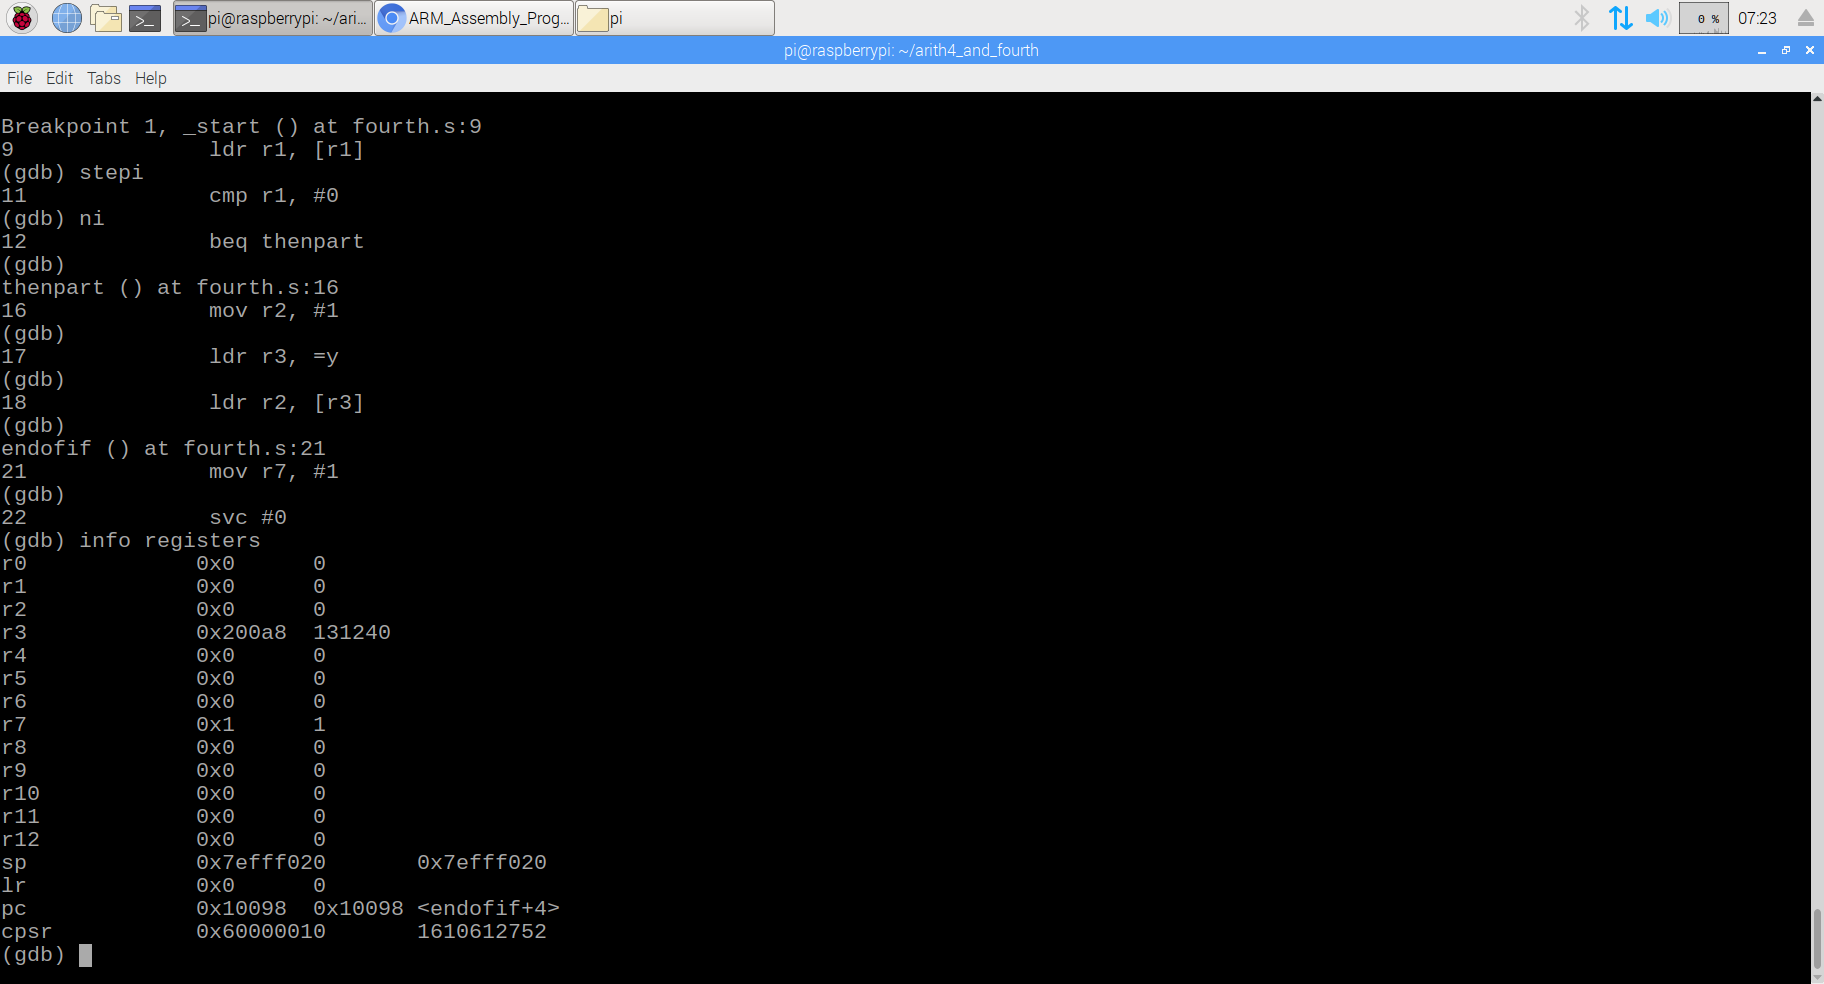 pi@raspberrypi: ~/ari...
ARM_Assembly_Prog...
pi
0 %
07:23
pi@raspberrypi: ~/arith4_and_fourth
File Edit Tabs Help
Breakpoint 1, _start () at fourth.s:9
9 ldr r1, [r1]
(gdb) stepi
11 cmp r1, #0
(gdb) ni
12 beq thenpart
(gdb)
thenpart () at fourth.s:16
16 mov r2, #1
(gdb)
17 ldr r3, =y
(gdb)
18 ldr r2, [r3]
(gdb)
endofif () at fourth.s:21
21 mov r7, #1
(gdb)
22 svc #0
(gdb) info registers
r0 0x0 0
r1 0x0 0
r2 0x0 0
r3 0x200a8 131240
r4 0x0 0
r5 0x0 0
r6 0x0 0
r7 0x1 1
r8 0x0 0
r9 0x0 0
r10 0x0 0
r11 0x0 0
r12 0x0 0
sp 0x7efff020 0x7efff020
lr 0x0 0
pc 0x10098 0x10098 <endofif+4>
cpsr 0x60000010 1610612752
(gdb)